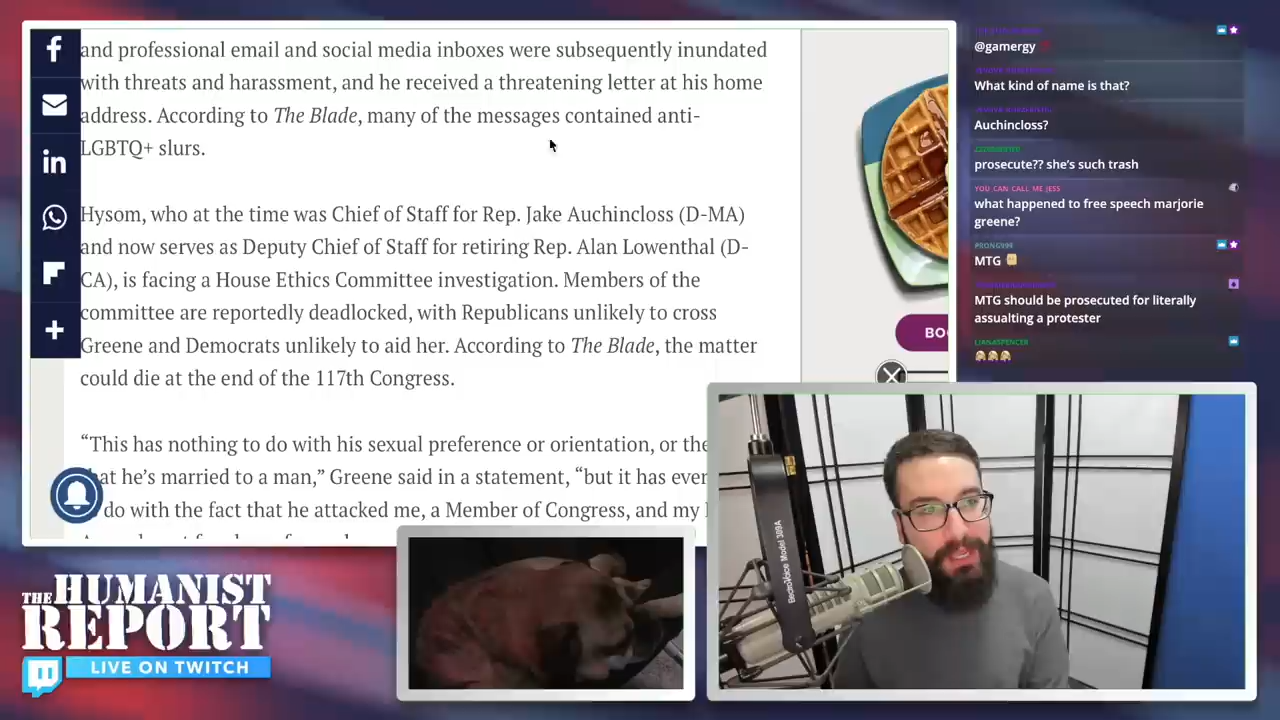 and professional email and social media inboxes were subsequently inundated
with threats and harassment, and he received a threatening letter at his home
address. According to The Blade, many of the messages contained anti-
LGBTQ+ slurs.
Hysom, who at the time was Chief of Staff for Rep. Jake Auchincloss (D-MA)
and now serves as Deputy Chief of Staff for retiring Rep. Alan Lowenthal (D-
CA), is facing a House Ethics Committee investigation. Members of the
committee are reportedly deadlocked, with Republicans unlikely to cross
Greene and Democrats unlikely to aid her. According to The Blade, the matter
could die at the end of the 117th Congress.
“This has nothing to do with his sexual preference or orientation, or the
that he’s married to a man,” Greene said in a statement, “but it has ever
do with the fact that he attacked me, a Member of Congress, and my
BO
@gamergy
What kind of name is that?
Auchincloss?
prosecute?? she's such trash
YOU CAN CALL ME JESS
what happened to free speech marjorie
greene?
PRONG999
MTG
MTG should be prosecuted for literally
assualting a protester
LIANASPENCER
ElectroVoice Model 309A
THE HUMANIST
REPORT
LIVE ON TWITCH